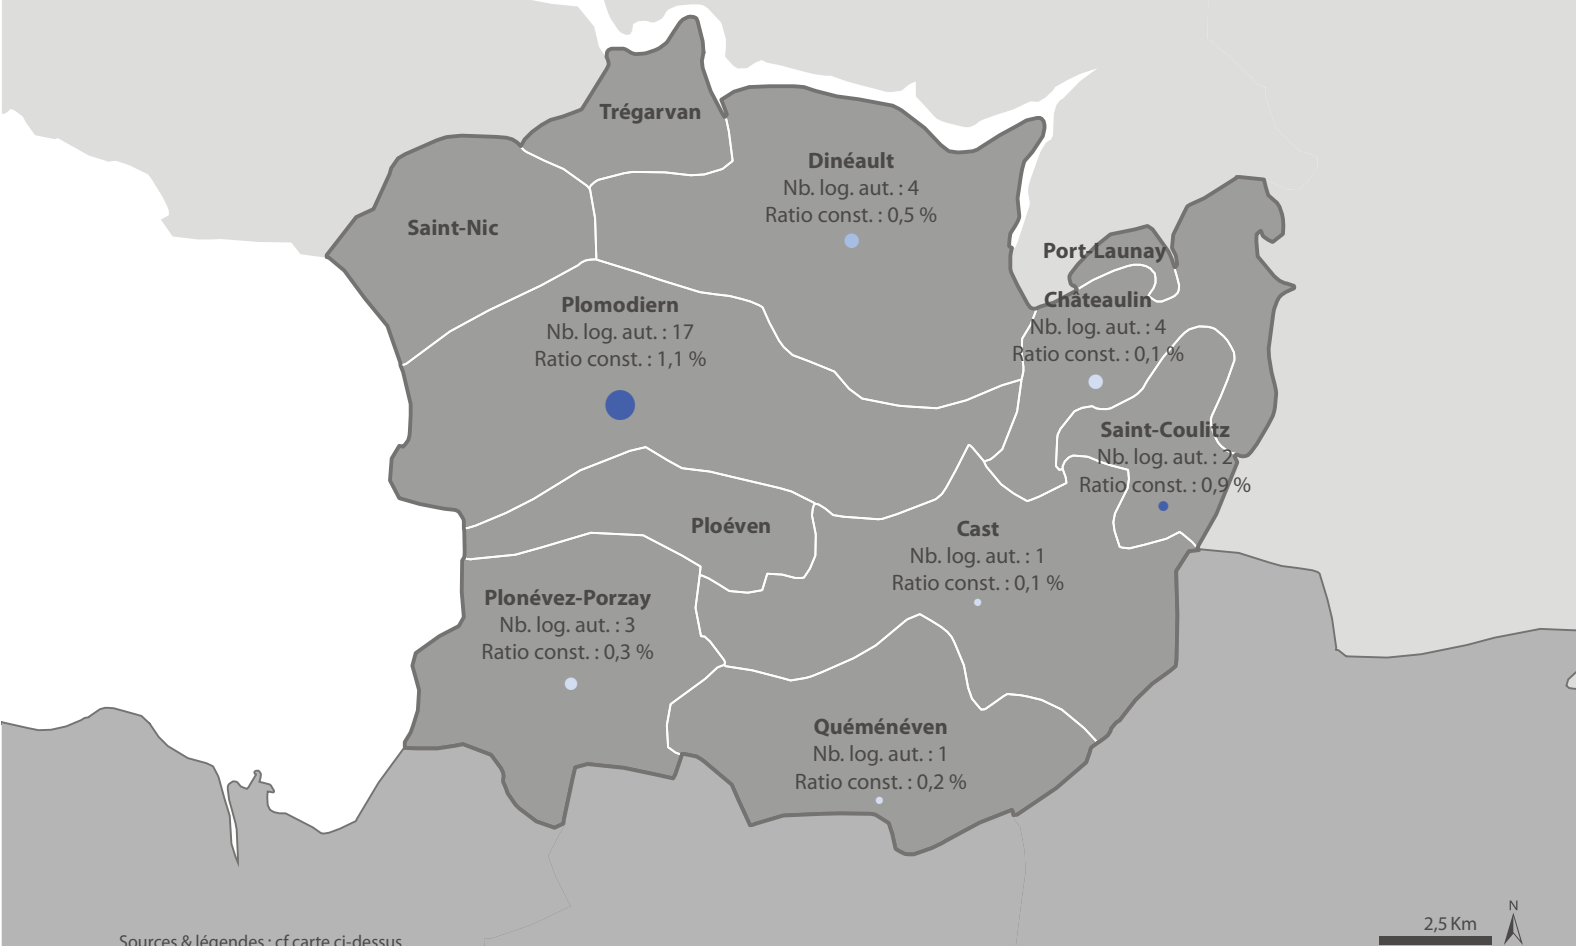 Trégarvan
Dinéault
Nb. log. aut. : 4
Ratio const. : 0,5 %
Saint-Nic
Port-Launay
Châteaulin
Nb. log. aut. : 4
Ratio const. : 0,1 %
Plomodiern
Nb. log. aut. : 17
Ratio const. : 1,1 %
Saint-Coulitz
Nb. log. aut. : 2
Ratio const. : 0,9 %
Ploéven
Cast
Nb. log. aut. : 1
Ratio const. : 0,1 %
Plonévez-Porzay
Nb. log. aut. : 3
Ratio const. : 0,3 %
Quéménéven
Nb. log. aut. : 1
Ratio const. : 0,2 %
N
2,5 Km
Sources & légendes : cf carte ci-dessus